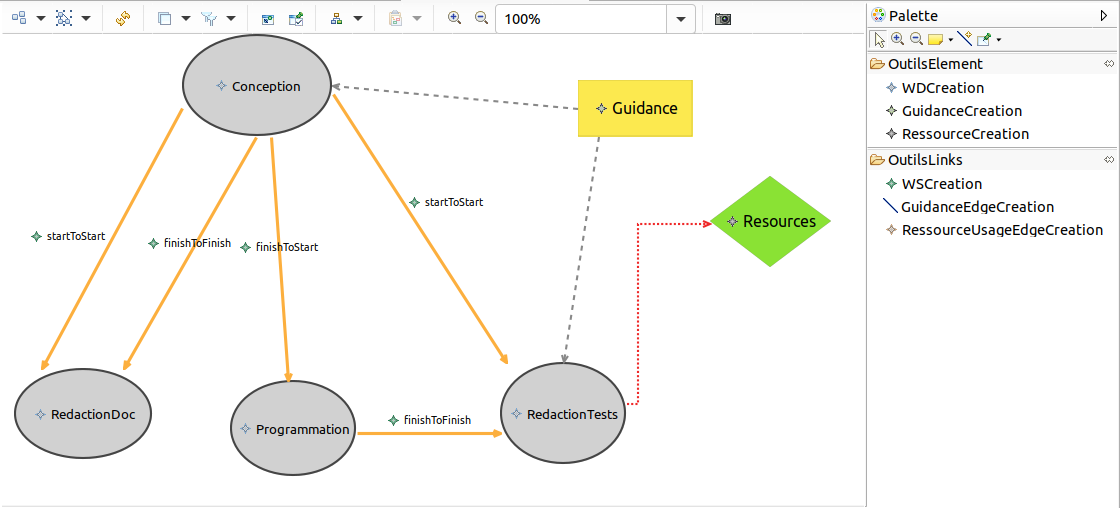 100%
Palette
OutilsElement
WDCreation
GuidanceCreation
RessourceCreation
OutilsLinks
WSCreation
GuidanceEdgeCreation
RessourceUsageEdgeCreation
Conception
Guidance
startToStart
Resources
startToStart
finishToFinish
finishToStart
RedactionDoc
Programmation
finishToFinish
RedactionTests